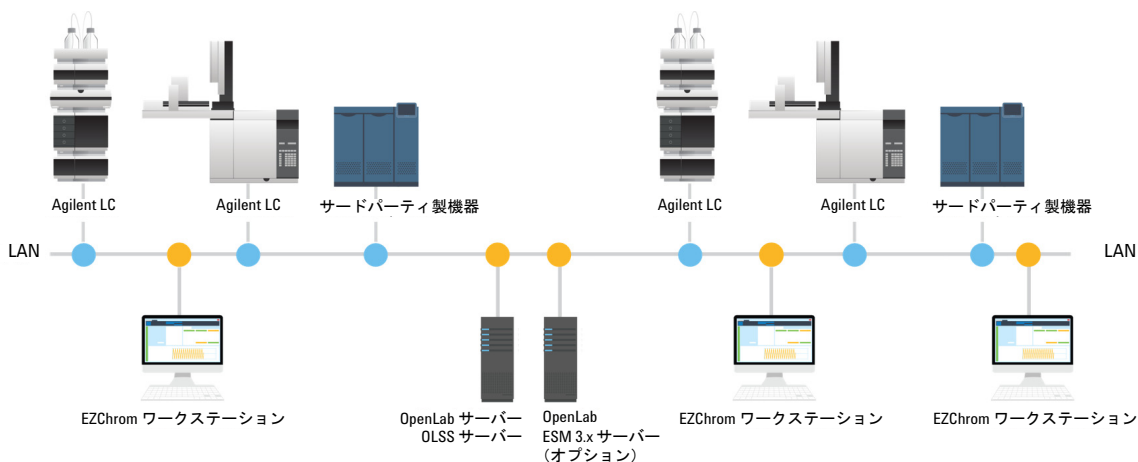 Agilent LC
Agilent LC
サードパーティ製機器
Agilent LC
Agilent LC
サードパーティ製機器
LAN
LAN
EZChrom ワークステーション
OpenLab サーバー
OLSS サーバー
OpenLab
ESM 3.x サーバー
（オプション）
EZChrom ワークステーション
EZChrom ワークステーション